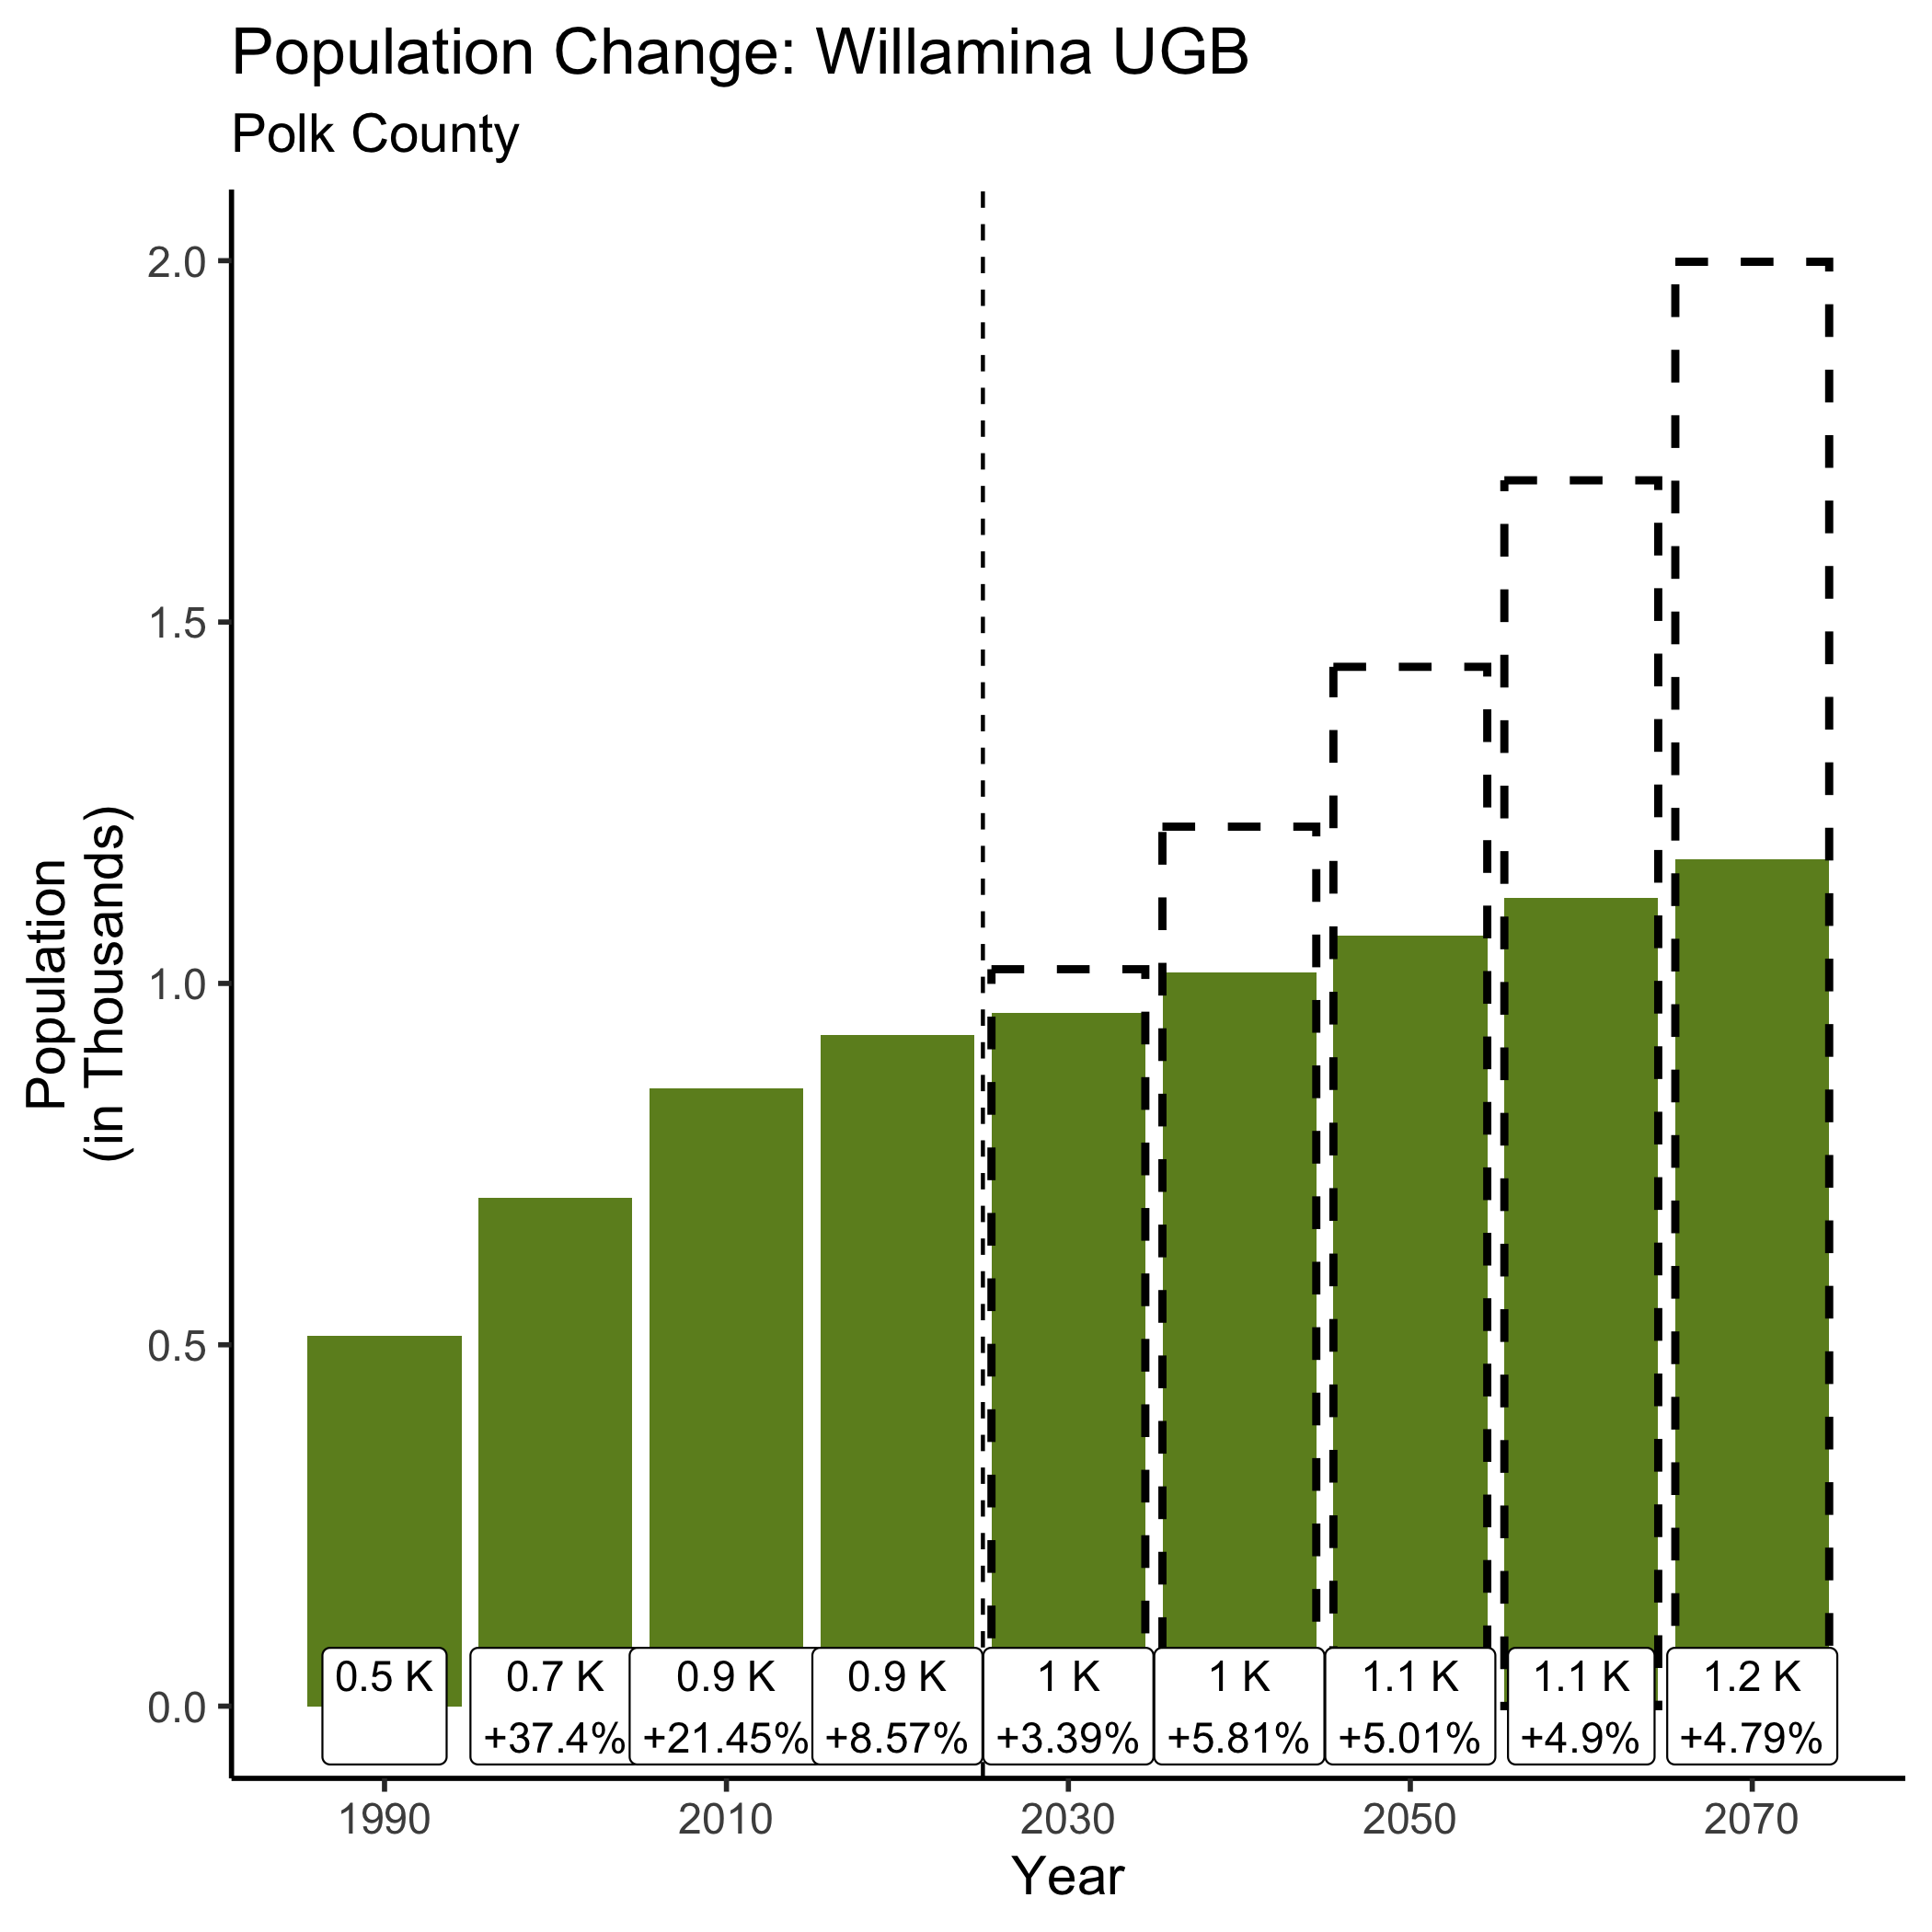 Population Change: Willamina UGB
Polk County
Population
(in Thousands)
2.0
1.5
1.0
0.5
0.0
0.5 K
0.7 K
+37.4%
0.9 K
+21.45%
0.9 K
+8.57%
1 K
+3.39%
1 K
+5.81%
1.1 K
+5.01%
1.1 K
+4.9%
1.2 K
+4.79%
1990
2010
2030
2050
2070
Year